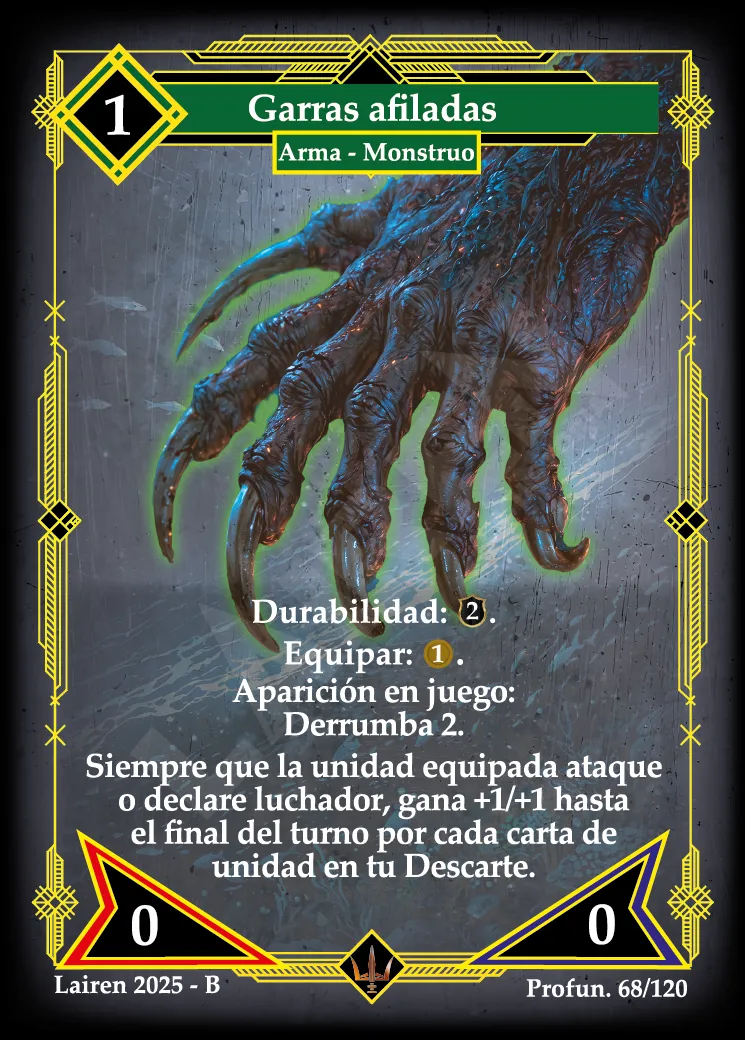 1
Garras afiladas
Arma - Monstruo
Durabilidad: 2.
Equipar: 1.
Aparición en juego:
Derrumba 2.
Siempre que la unidad equipada ataque
o declare luchador, gana +1/+1 hasta
el final del turno por cada carta de
unidad en tu Descarte.
0
0
Lairen 2025 - B
Profun. 68/120